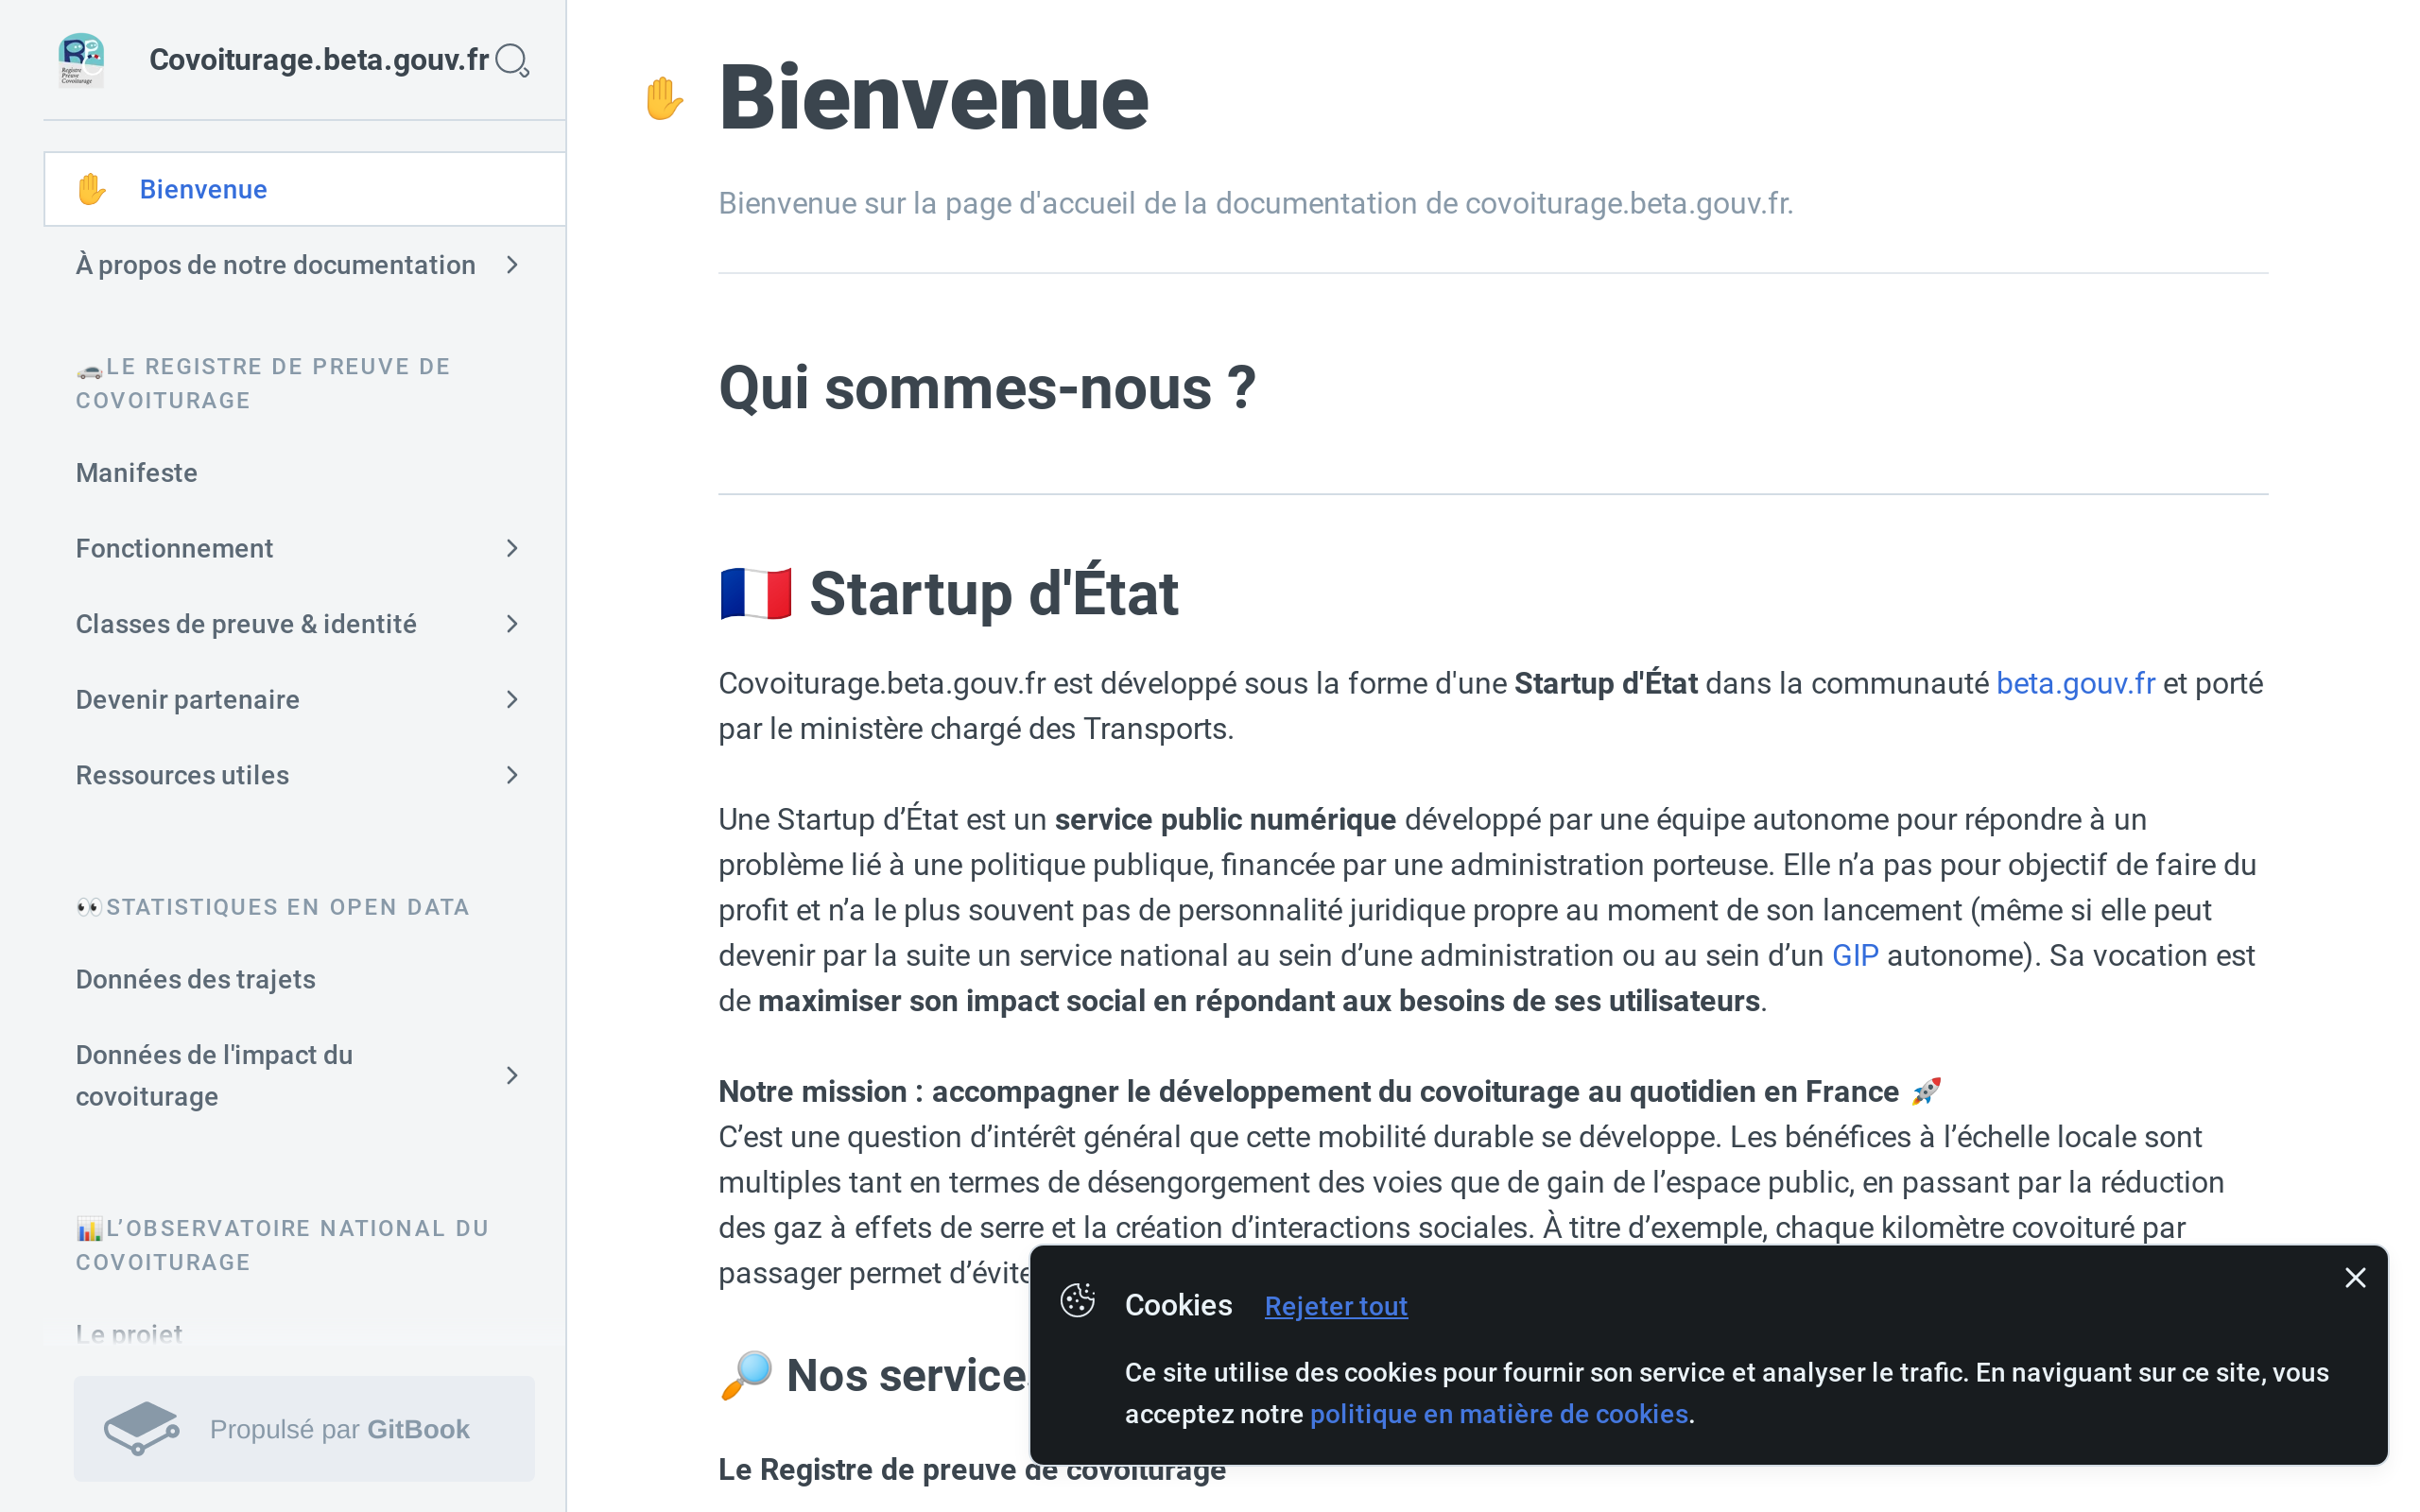 Registre
Preuve
Covoiturage
Covoiturage.beta.gouv.fr
Bienvenue
À propos de notre documentation
LE REGISTRE DE PREUVE DE
COVOITURAGE
Manifeste
Fonctionnement
Classes de preuve & identité
Devenir partenaire
Ressources utiles
STATISTIQUES EN OPEN DATA
Données des trajets
Données de l'impact du
covoiturage
L’OBSERVATOIRE NATIONAL DU
COVOITURAGE
Le projet
Propulsé par GitBook
Bienvenue
Bienvenue sur la page d'accueil de la documentation de covoiturage.beta.gouv.fr.
Qui sommes-nous ?
Startup d'État
Covoiturage.beta.gouv.fr est développé sous la forme d'une Startup d'État dans la communauté beta.gouv.fr et porté
par le ministère chargé des Transports.
Une Startup d’État est un service public numérique développé par une équipe autonome pour répondre à un
problème lié à une politique publique, financée par une administration porteuse. Elle n’a pas pour objectif de faire du
profit et n’a le plus souvent pas de personnalité juridique propre au moment de son lancement (même si elle peut
devenir par la suite un service national au sein d’une administration ou au sein d’un GIP autonome). Sa vocation est
de maximiser son impact social en répondant aux besoins de ses utilisateurs.
Notre mission : accompagner le développement du covoiturage au quotidien en France
C’est une question d’intérêt général que cette mobilité durable se développe. Les bénéfices à l’échelle locale sont
multiples tant en termes de désengorgement des voies que de gain de l’espace public, en passant par la réduction
des gaz à effets de serre et la création d’interactions sociales. À titre d’exemple, chaque kilomètre covoituré par
passager permet d’évite
Nos services
Le Registre de preuve de covoiturage
Cookies Rejeter tout
Ce site utilise des cookies pour fournir son service et analyser le trafic. En naviguant sur ce site, vous
acceptez notre politique en matière de cookies.